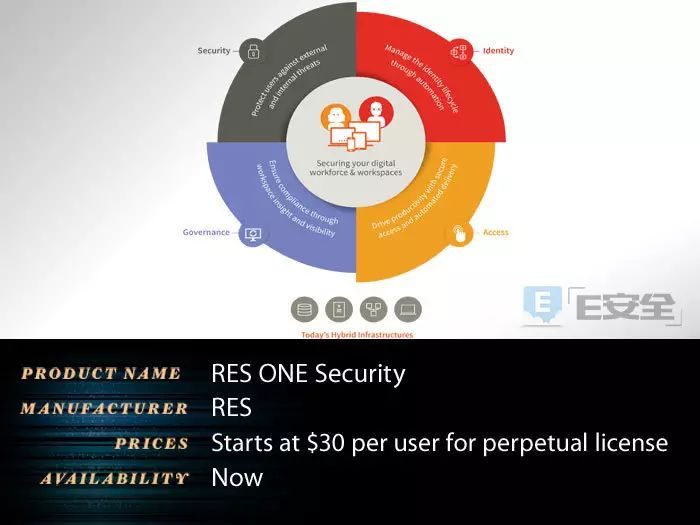 Security
Identity
Protect users against external
and internal threats
Manage the identity lifecycle
through automation
Securing your digital
workforce & workspaces
Ensure compliance through
workspace insight and visibility
Drive productivity with secure
access and automated delivery
Governance
Access
E
E安全
Today's Hybrid Infrastructures
PRODUCT NAME RES ONE Security
MANUFACTURER RES
PRICES Starts at $30 per user for perpetual license
AVAILABILITY Now